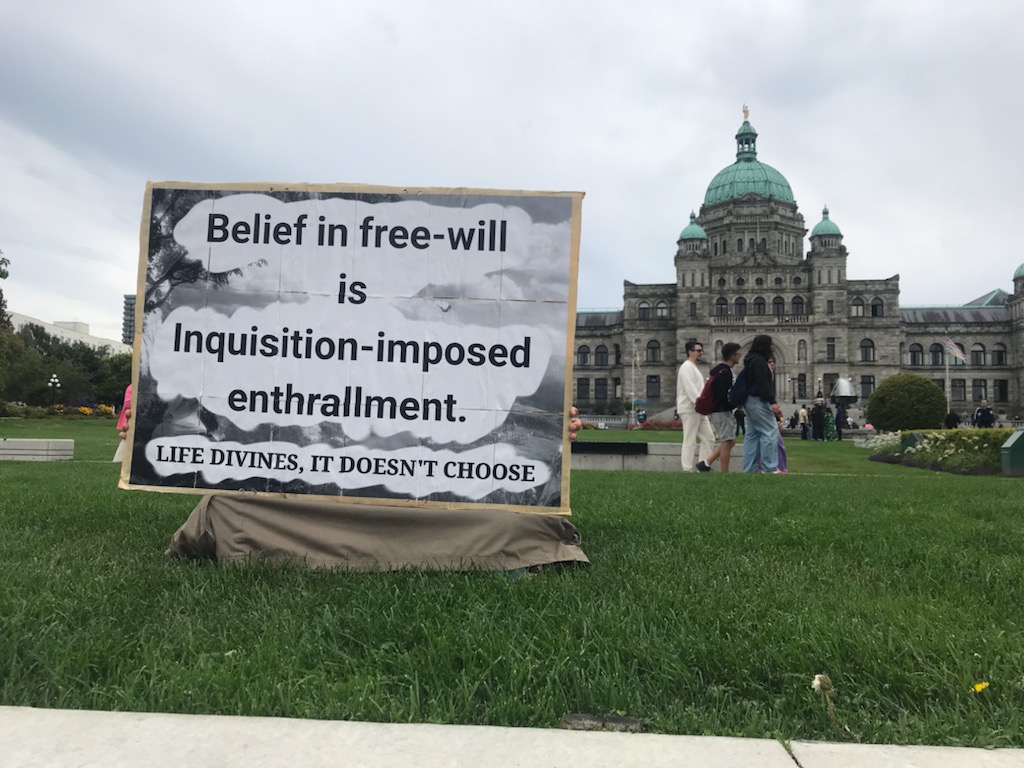 Belief in free-will
is
Inquisition-imposed
enthrallment.
LIFE DIVINES, IT DOESN'T CHOOSE